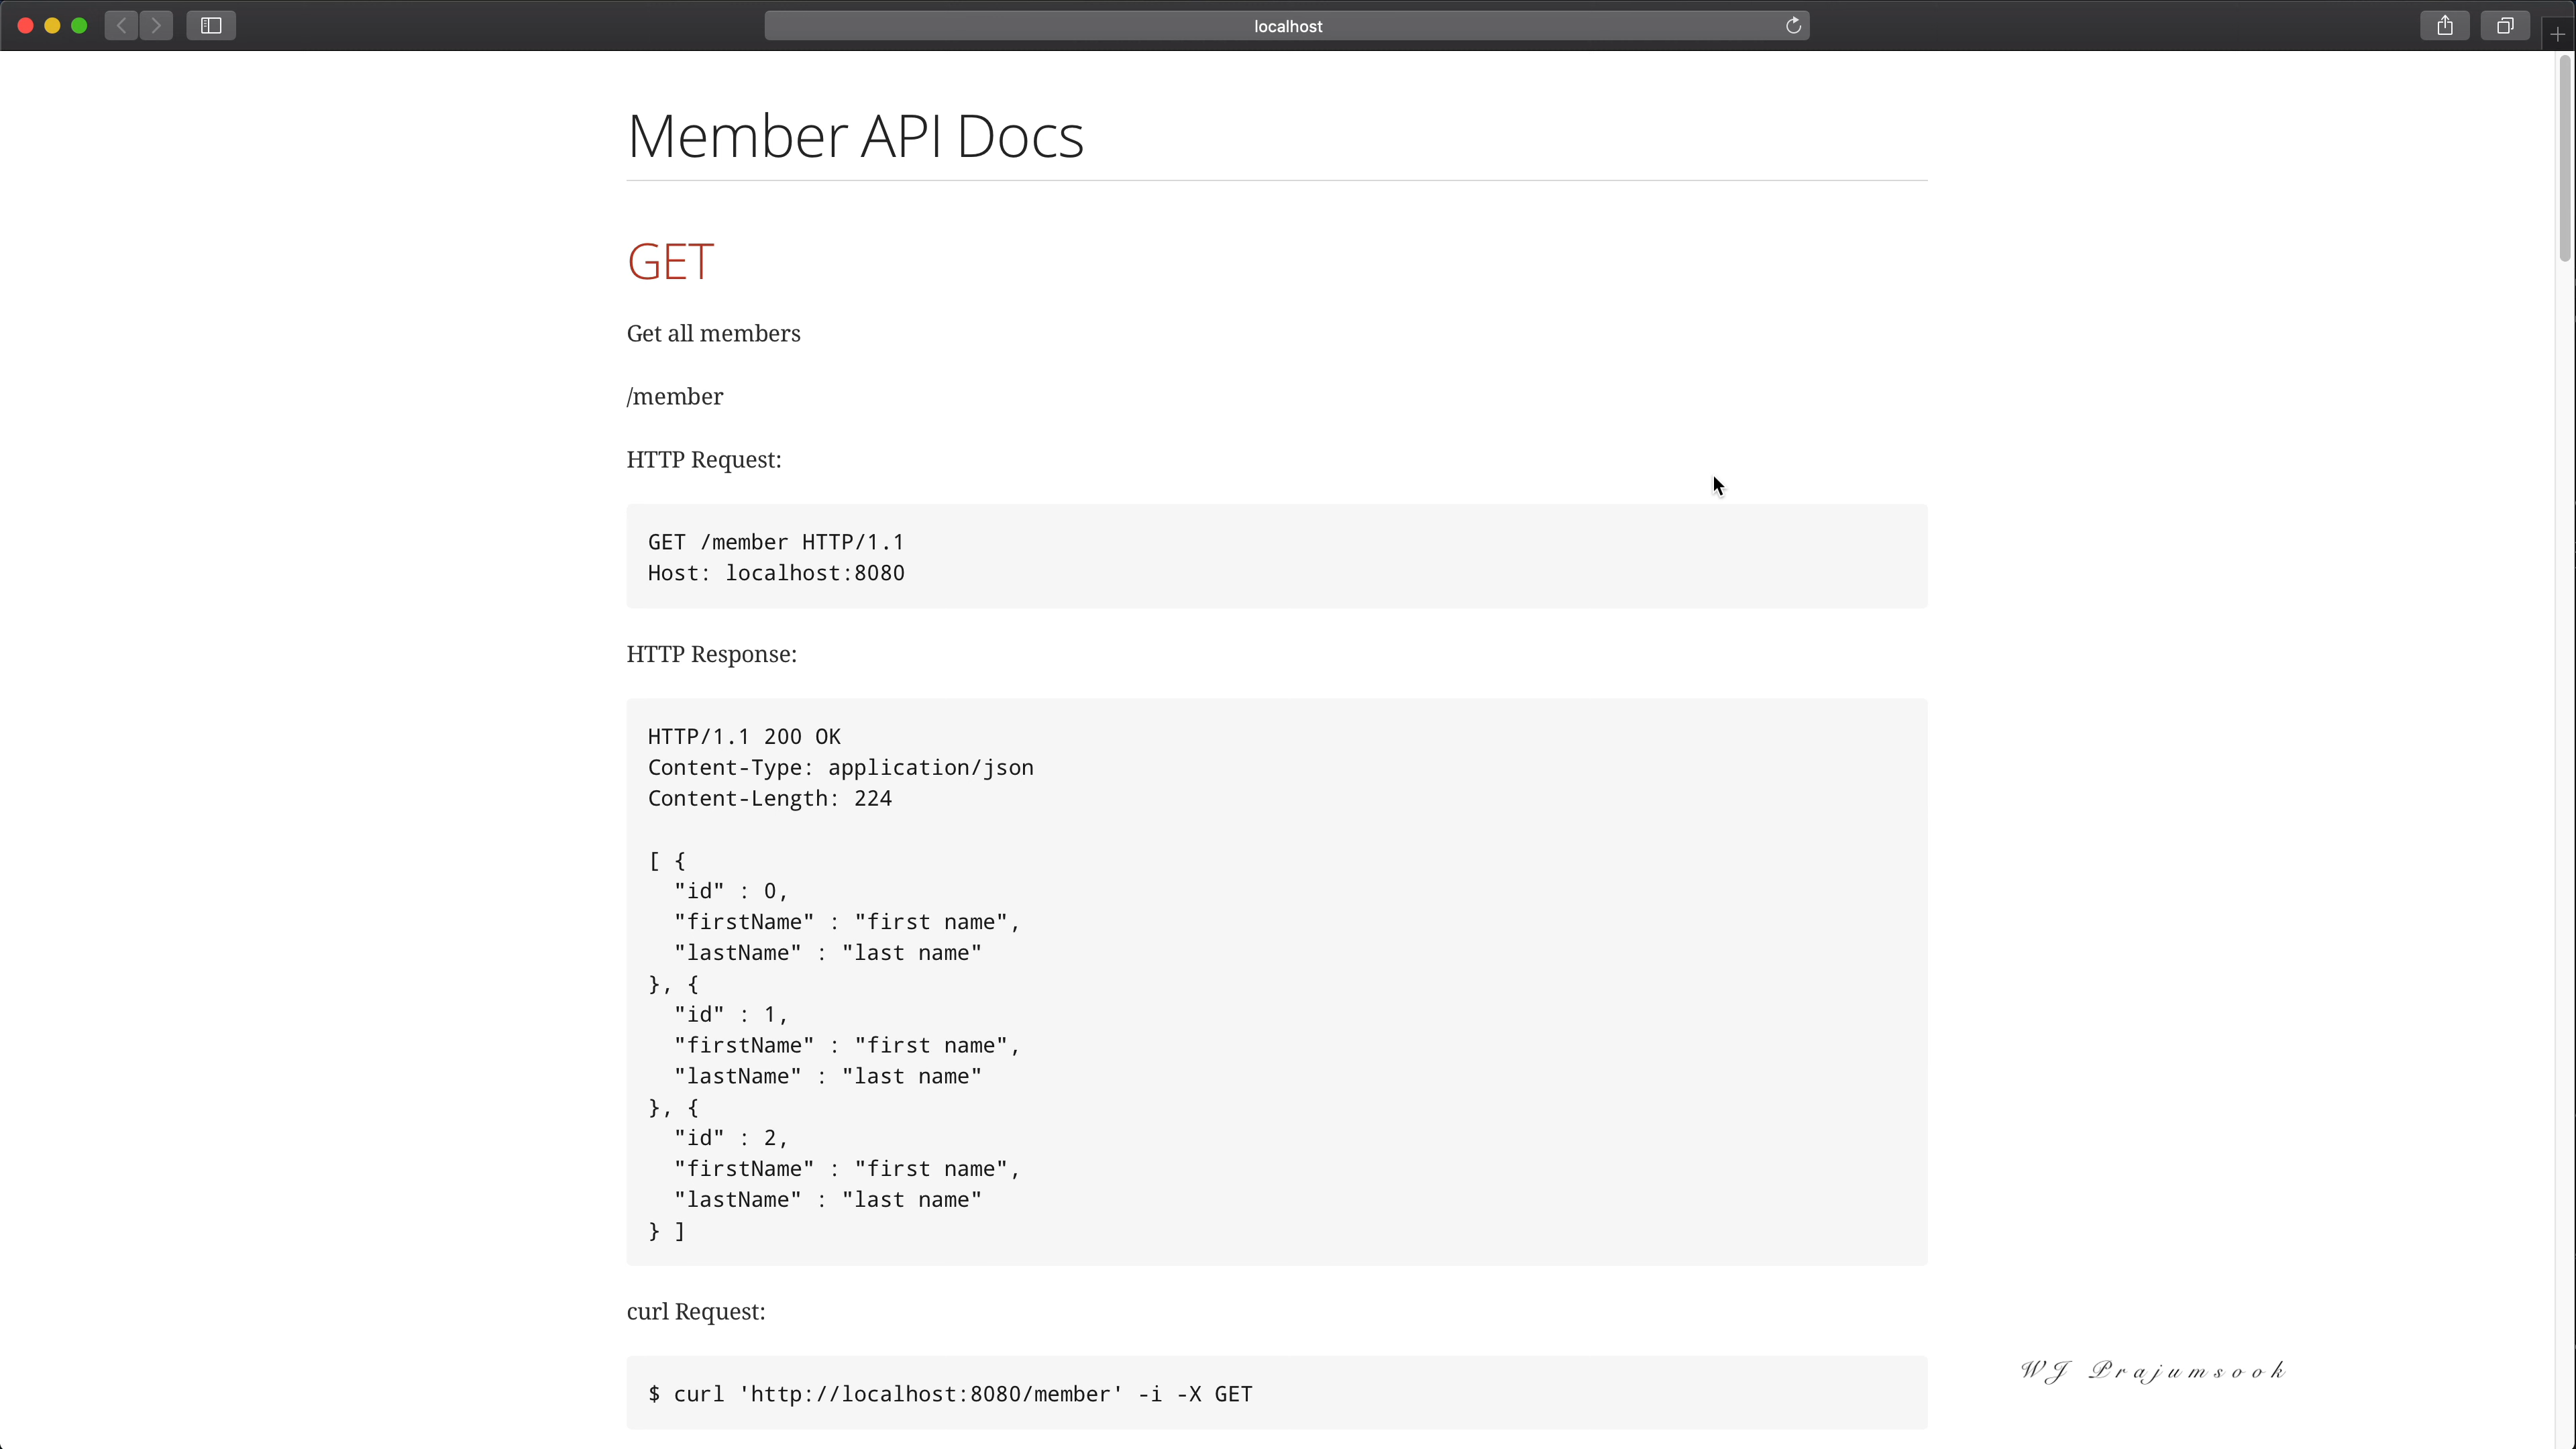 localhost
Member API Docs
GET
Get all members
/member
HTTP Request:
GET /member HTTP/1.1
Host: localhost:8080
HTTP Response:
HTTP/1.1 200 OK
Content-Type: application/json
Content-Length: 224
[ {
  "id" : 0,
  "firstName" : "first name",
  "lastName" : "last name"
}, {
  "id" : 1,
  "firstName" : "first name",
  "lastName" : "last name"
}, {
  "id" : 2,
  "firstName" : "first name",
  "lastName" : "last name"
} ]
curl Request:
$ curl 'http://localhost:8080/member' -i -X GET
WJ Prajumsook